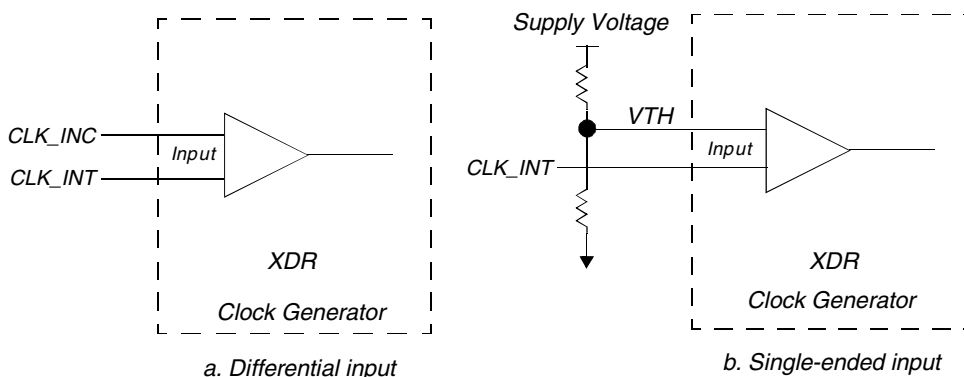 CLK_INC
Input
CLK_INT
XDR
Clock Generator
a. Differential input
Supply Voltage
VTH
Input
CLK_INT
XDR
Clock Generator
b. Single-ended input